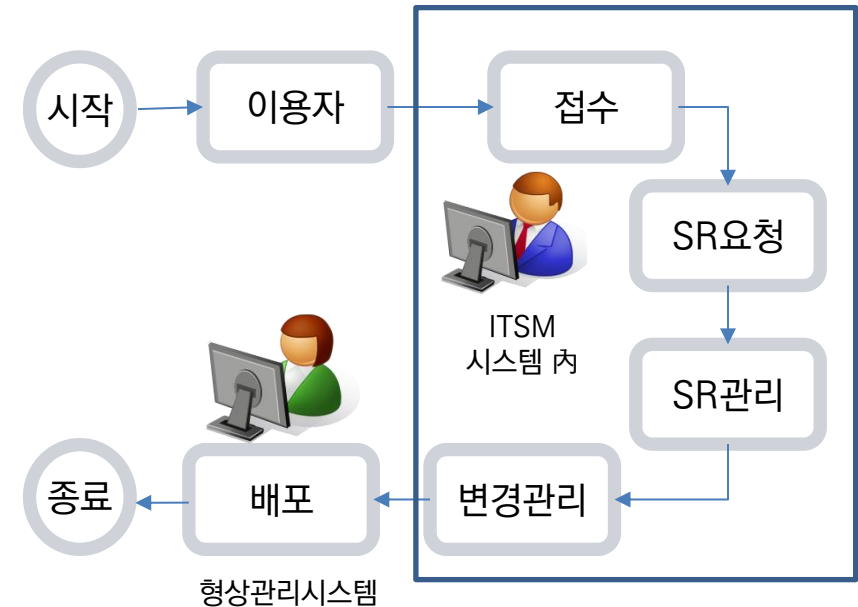 시작
이용자
접수
SR요청
ITSM
시스템 內
SR관리
종료
배포
변경관리
형상관리시스템